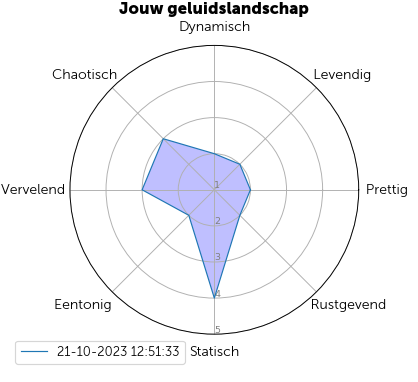 Jouw geluidslandschap
Dynamisch
Chaotisch
Levendig
Vervelend
1
Prettig
2
3
4
Eentonig
Rustgevend
5
21-10-2023 12:51:33
Statisch